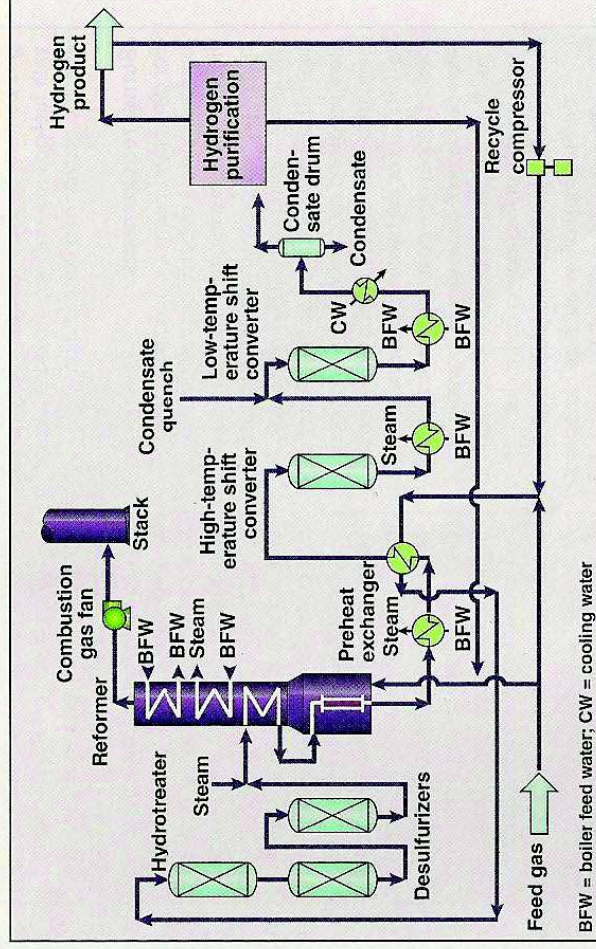 Hydrogen
product
Hydrogen
purification
Recycle
compressor
Conden-
sate drum
Condensate
CW
BFW
BFW
Low-temp-
erature shift
converter
Condensate
quench
Steam
BFW
High-temp-
erature shift
converter
Stack
Combustion
gas fan
Preheat
exchanger
Steam
BFW
BFW
BFW
Steam
BFW
Reformer
Steam
Hydrotreater
Desulfurizers
Feed gas
BFW = boiler feed water; CW = cooling water